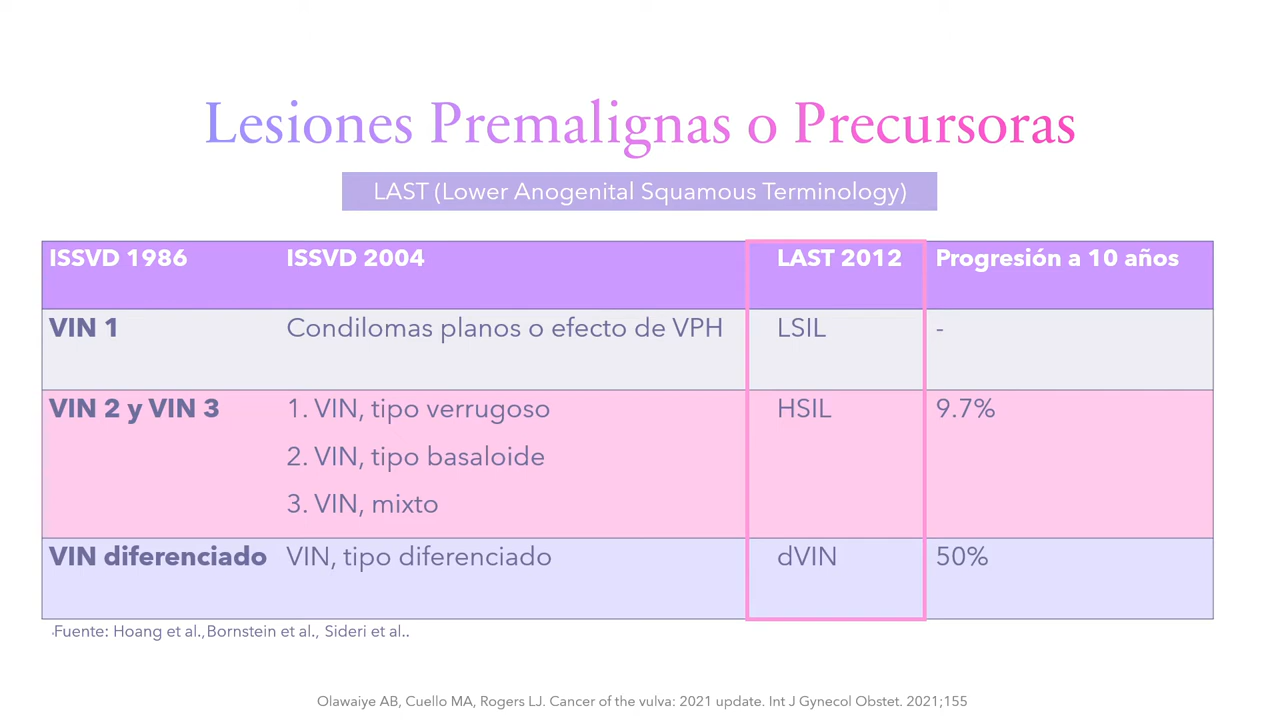 Lesiones Premalignas o Precursoras
LAST (Lower Anogenital Squamous Terminology)
ISSVD 1986 ISSVD 2004 LAST 2012 Progresión a 10 años
VIN 1 Condilomas planos o efecto de VPH LSIL -
VIN 2 y VIN 3 1. VIN, tipo verrugoso HSIL 9.7%
2. VIN, tipo basaloide
3. VIN, mixto
VIN diferenciado VIN, tipo diferenciado dVIN 50%
.Fuente: Hoang et al.,Bornstein et al., Sideri et al..
Olawaiye AB, Cuello MA, Rogers LJ. Cancer of the vulva: 2021 update. Int J Gynecol Obstet. 2021;155